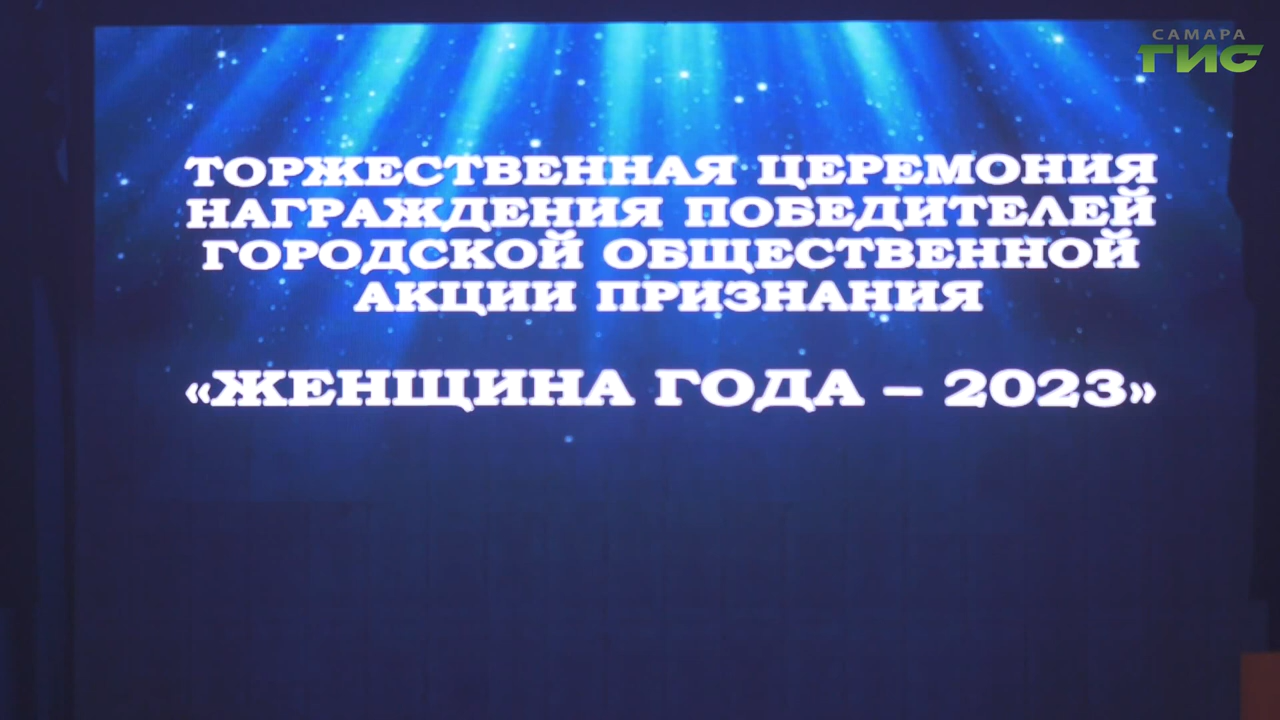 САМАРА
ГИС
ТОРЖЕСТВЕННАЯ ЦЕРЕМОНИЯ
НАГРАЖДЕНИЯ ПОБЕДИТЕЛЕЙ
ГОРОДСКОЙ ОБЩЕСТВЕННОЙ
АКЦИИ ПРИЗНАНИЯ
«ЖЕНЩИНА ГОДА – 2023»